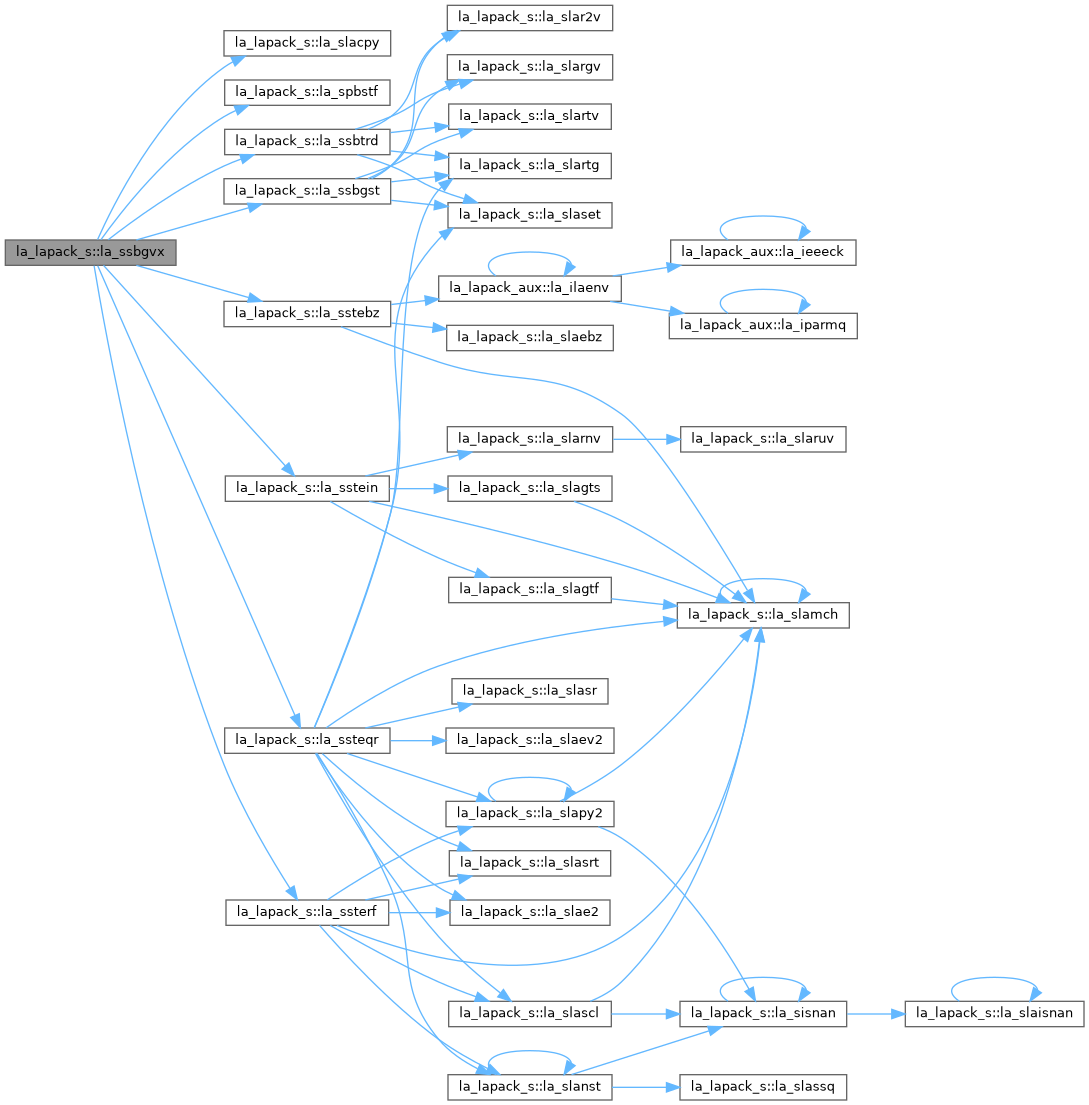 la_lapack_s::la_slar2v
la_lapack_s::la_slacpy
la_lapack_s::la_slargv
la_lapack_s::la_spbstf
la_lapack_s::la_slartv
la_lapack_s::la_ssbtrd
la_lapack_s::la_slartg
la_lapack_s::la_ssbgst
la_lapack_s::la_slaset
la_lapack_s::la_ssbgvx
la_lapack_aux::la_ieeeck
la_lapack_aux::la_ilaenv
la_lapack_s::la_sstebz
la_lapack_aux::la_iparmq
la_lapack_s::la_slaebz
la_lapack_s::la_slarnv
la_lapack_s::la_slaruv
la_lapack_s::la_sstein
la_lapack_s::la_slagts
la_lapack_s::la_slagtf
la_lapack_s::la_slamch
la_lapack_s::la_slasr
la_lapack_s::la_ssteqr
la_lapack_s::la_slaev2
la_lapack_s::la_slapy2
la_lapack_s::la_slasrt
la_lapack_s::la_ssterf
la_lapack_s::la_slae2
la_lapack_s::la_slascl
la_lapack_s::la_sisnan
la_lapack_s::la_slaisnan
la_lapack_s::la_slanst
la_lapack_s::la_slassq